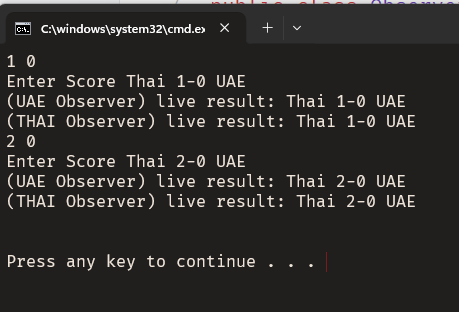 public class Observe
C:\windows\system32\cmd.ex
1 0
Enter Score Thai 1-0 UAE
(UAE Observer) live result: Thai 1-0 UAE
(THAI Observer) live result: Thai 1-0 UAE
2 0
Enter Score Thai 2-0 UAE
(UAE Observer) live result: Thai 2-0 UAE
(THAI Observer) live result: Thai 2-0 UAE
Press any key to continue . . .